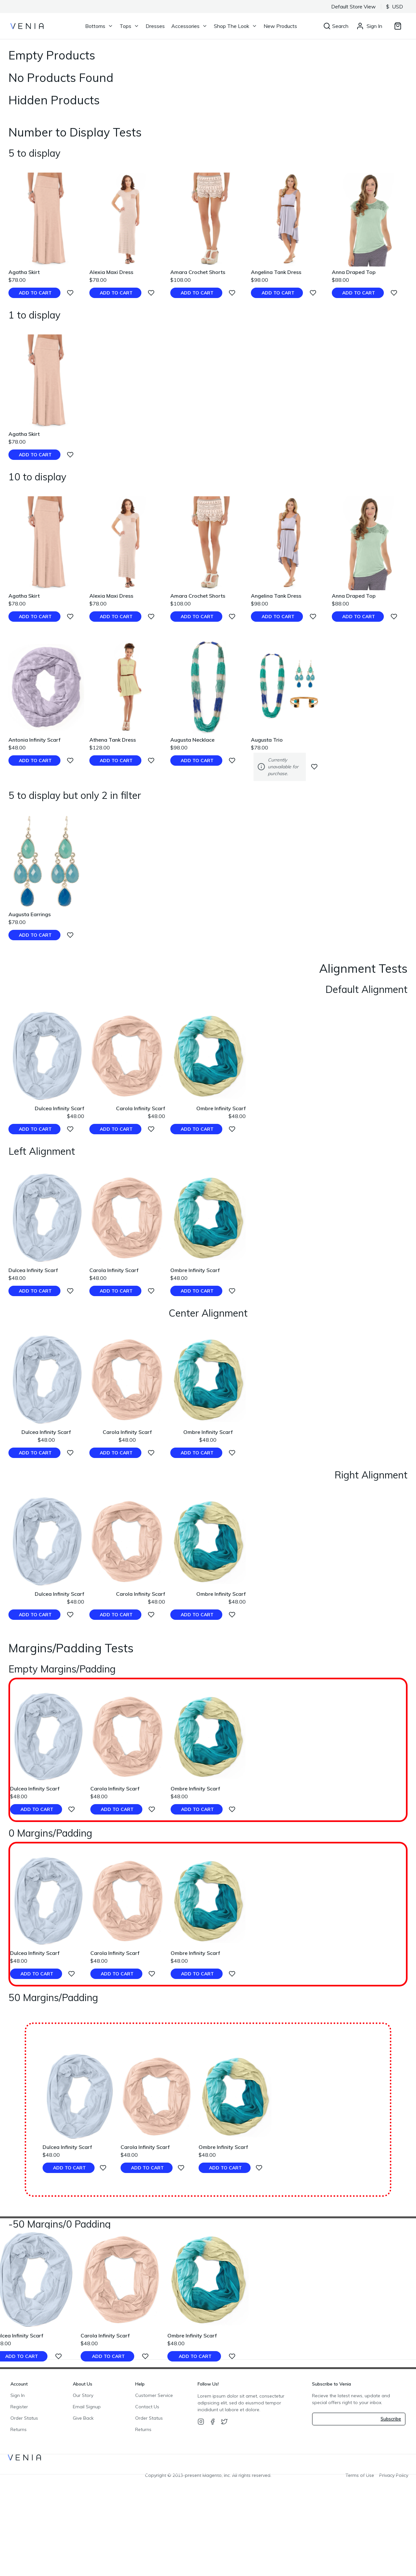 Default Store View $ USD
VENIA Bottoms Tops Dresses Accessories Shop The Look New Products Search Sign In
Empty Products
No Products Found
Hidden Products
Number to Display Tests
5 to display
Agatha Skirt Alexia Maxi Dress Amara Crochet Shorts Angelina Tank Dress Anna Draped Top
$78.00 $78.00 $108.00 $98.00 $88.00
ADD TO CART ADD TO CART ADD TO CART ADD TO CART ADD TO CART
1 to display
Agatha Skirt
$78.00
ADD TO CART
10 to display
Agatha Skirt Alexia Maxi Dress Amara Crochet Shorts Angelina Tank Dress Anna Draped Top
$78.00 $78.00 $108.00 $98.00 $88.00
ADD TO CART ADD TO CART ADD TO CART ADD TO CART ADD TO CART
Antonia Infinity Scarf Athena Tank Dress Augusta Necklace Augusta Trio
$48.00 $128.00 $98.00 $78.00
ADD TO CART ADD TO CART ADD TO CART Currently
unavailable for
purchase.
5 to display but only 2 in filter
Augusta Earrings
$78.00
ADD TO CART
Alignment Tests
Default Alignment
Dulcea Infinity Scarf Carola Infinity Scarf Ombre Infinity Scarf
$48.00 $48.00 $48.00
ADD TO CART ADD TO CART ADD TO CART
Left Alignment
Dulcea Infinity Scarf Carola Infinity Scarf Ombre Infinity Scarf
$48.00 $48.00 $48.00
ADD TO CART ADD TO CART ADD TO CART
Center Alignment
Dulcea Infinity Scarf Carola Infinity Scarf Ombre Infinity Scarf
$48.00 $48.00 $48.00
ADD TO CART ADD TO CART ADD TO CART
Right Alignment
Dulcea Infinity Scarf Carola Infinity Scarf Ombre Infinity Scarf
$48.00 $48.00 $48.00
ADD TO CART ADD TO CART ADD TO CART
Margins/Padding Tests
Empty Margins/Padding
Dulcea Infinity Scarf Carola Infinity Scarf Ombre Infinity Scarf
$48.00 $48.00 $48.00
ADD TO CART ADD TO CART ADD TO CART
0 Margins/Padding
Dulcea Infinity Scarf Carola Infinity Scarf Ombre Infinity Scarf
$48.00 $48.00 $48.00
ADD TO CART ADD TO CART ADD TO CART
50 Margins/Padding
Dulcea Infinity Scarf Carola Infinity Scarf Ombre Infinity Scarf
$48.00 $48.00 $48.00
ADD TO CART ADD TO CART ADD TO CART
-50 Margins/0 Padding
lcea Infinity Scarf Carola Infinity Scarf Ombre Infinity Scarf
8.00 $48.00 $48.00
ADD TO CART ADD TO CART ADD TO CART
Account About Us Help Follow Us! Subscribe to Venia
Sign In Our Story Customer Service Lorem ipsum dolor sit amet, consectetur Receive the latest news, update and
Register Email Signup Contact Us adipiscing elit, sed do eiusmod tempor special offers right to your inbox.
Order Status Give Back Order Status incididunt ut labore et dolore.
Returns Returns Subscribe
VENIA
Copyright © 2013-present Magento, Inc. All rights reserved. Terms of Use Privacy Policy